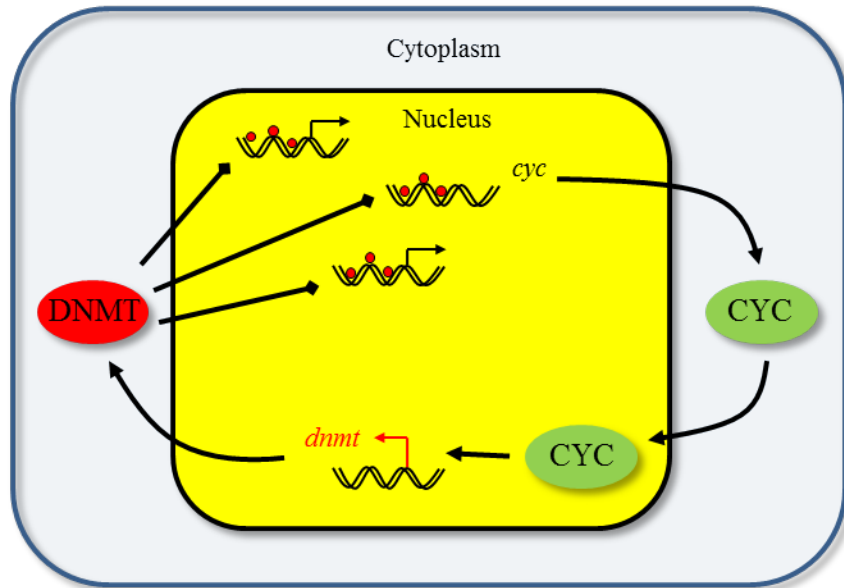 Cytoplasm
Nucleus
cyc
DNMT
CYC
dnmt
CYC